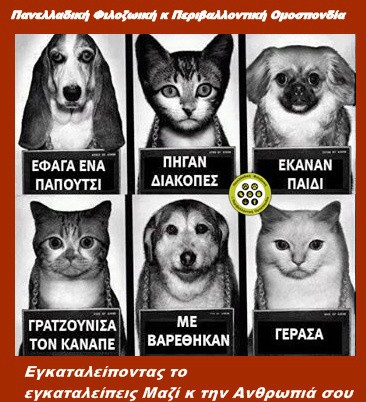 Πανελλαδική Φιλοζωική κ Περιβαλλοντική Ομοσπονδία
ΕΦΑΓΑ ΕΝΑ
ΠΑΠΟΥΤΣΙ
ΠΗΓΑΝ
ΔΙΑΚΟΠΕΣ
ΕΚΑΝΑΝ
ΠΑΙΔΙ
ΓΡΑΤΖΟΥΝΙΣΑ
ΤΟΝ ΚΑΝΑΠΕ
ΜΕ
ΒΑΡΕΘΗΚΑΝ
ΓΕΡΑΣΑ
Εγκαταλείποντας το
εγκαταλείπεις Μαζί κ την Ανθρωπιά σου